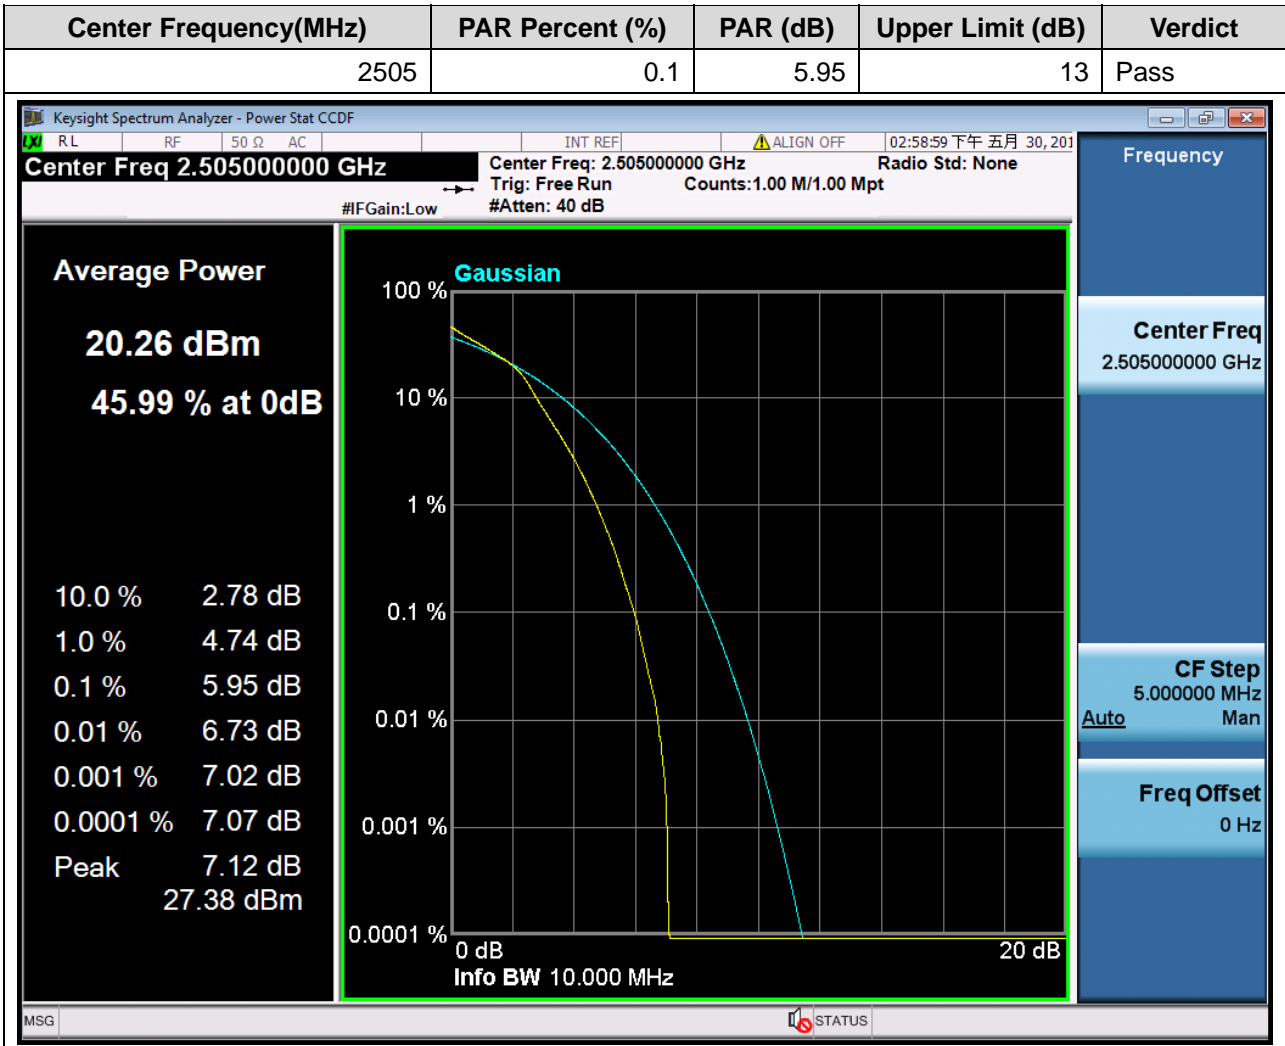 Center Frequency(MHz) PAR Percent (%) PAR (dB) Upper Limit (dB) Verdict
2505 0.1 5.95 13 Pass
Keysight Spectrum Analyzer - Power Stat CCDF
LXI RL RF 50 Ω AC INT REF ALIGN OFF 02:58:59 下午 五月 30, 201
Center Freq 2.505000000 GHz
Center Freq: 2.505000000 GHz Radio Std: None
Trig: Free Run Counts:1.00 M/1.00 Mpt
#IFGain:Low #Atten: 40 dB
Average Power
20.26 dBm
45.99 % at 0dB
10.0 % 2.78 dB
1.0 % 4.74 dB
0.1 % 5.95 dB
0.01 % 6.73 dB
0.001 % 7.02 dB
0.0001 % 7.07 dB
Peak 7.12 dB
27.38 dBm
Gaussian
100 %
10 %
1 %
0.1 %
0.01 %
0.001 %
0.0001 %
0 dB 20 dB
Info BW 10.000 MHz
Frequency
Center Freq
2.505000000 GHz
CF Step
5.000000 MHz
Auto Man
Freq Offset
0 Hz
MSG STATUS